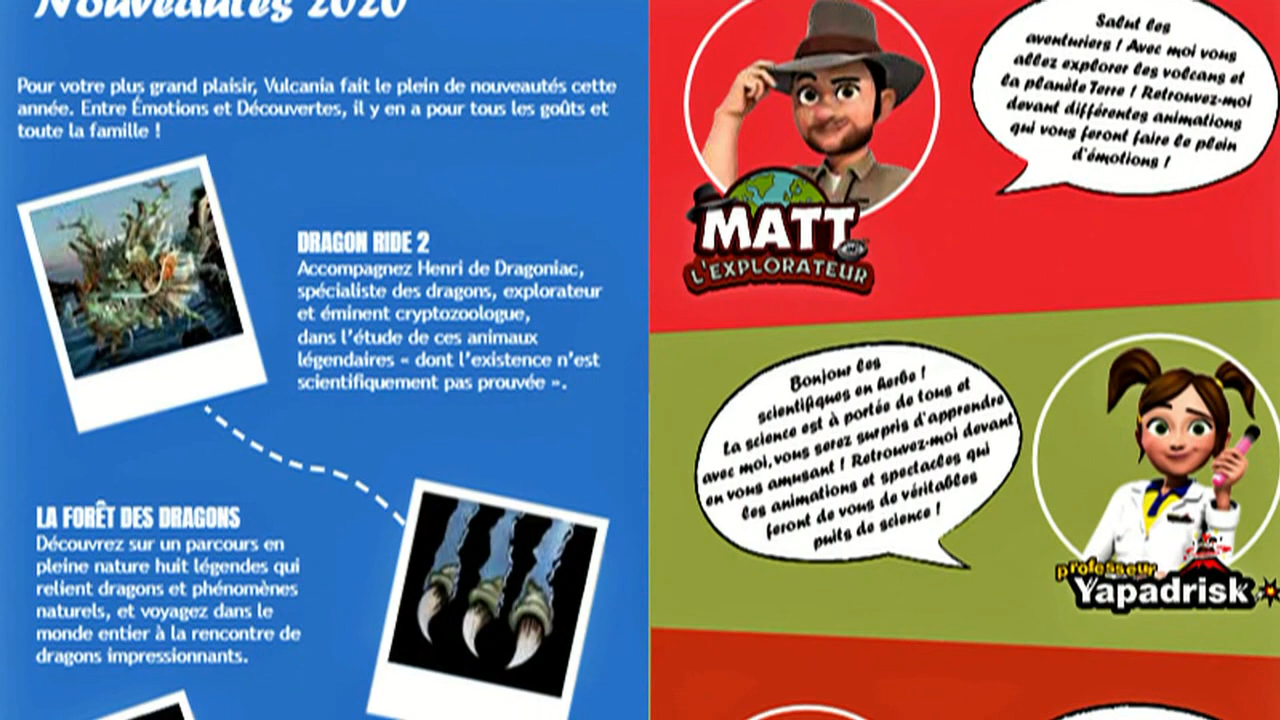 Nouveautés 2020
Pour votre plus grand plaisir, Vulcania fait le plein de nouveautés cette
année. Entre Émotions et Découvertes, il y en a pour tous les goûts et
toute la famille !
DRAGON RIDE 2
Accompagnez Henri de Dragoniac,
spécialiste des dragons, explorateur
et éminent cryptozoologue,
dans l'étude de ces animaux
légendaires « dont l'existence n'est
scientifiquement pas prouvée ».
LA FORÊT DES DRAGONS
Découvrez sur un parcours en
pleine nature huit légendes qui
relient dragons et phénomènes
naturels, et voyagez dans le
monde entier à la rencontre de
dragons impressionnants.
Salut les
aventuriers ! Avec moi vous
allez explorer les volcans et
la planète Terre ! Retrouvez-moi
devant différentes animations
qui vous feront faire le plein
d'émotions !
MATT
L'EXPLORATEUR
Bonjour les
scientifiques en herbe !
La science est à portée de tous et
avec moi, vous serez surpris d'apprendre
en vous amusant ! Retrouvez-moi devant
les animations et spectacles qui
feront de vous de véritables
puits de science !
professeur
Yapadrisk